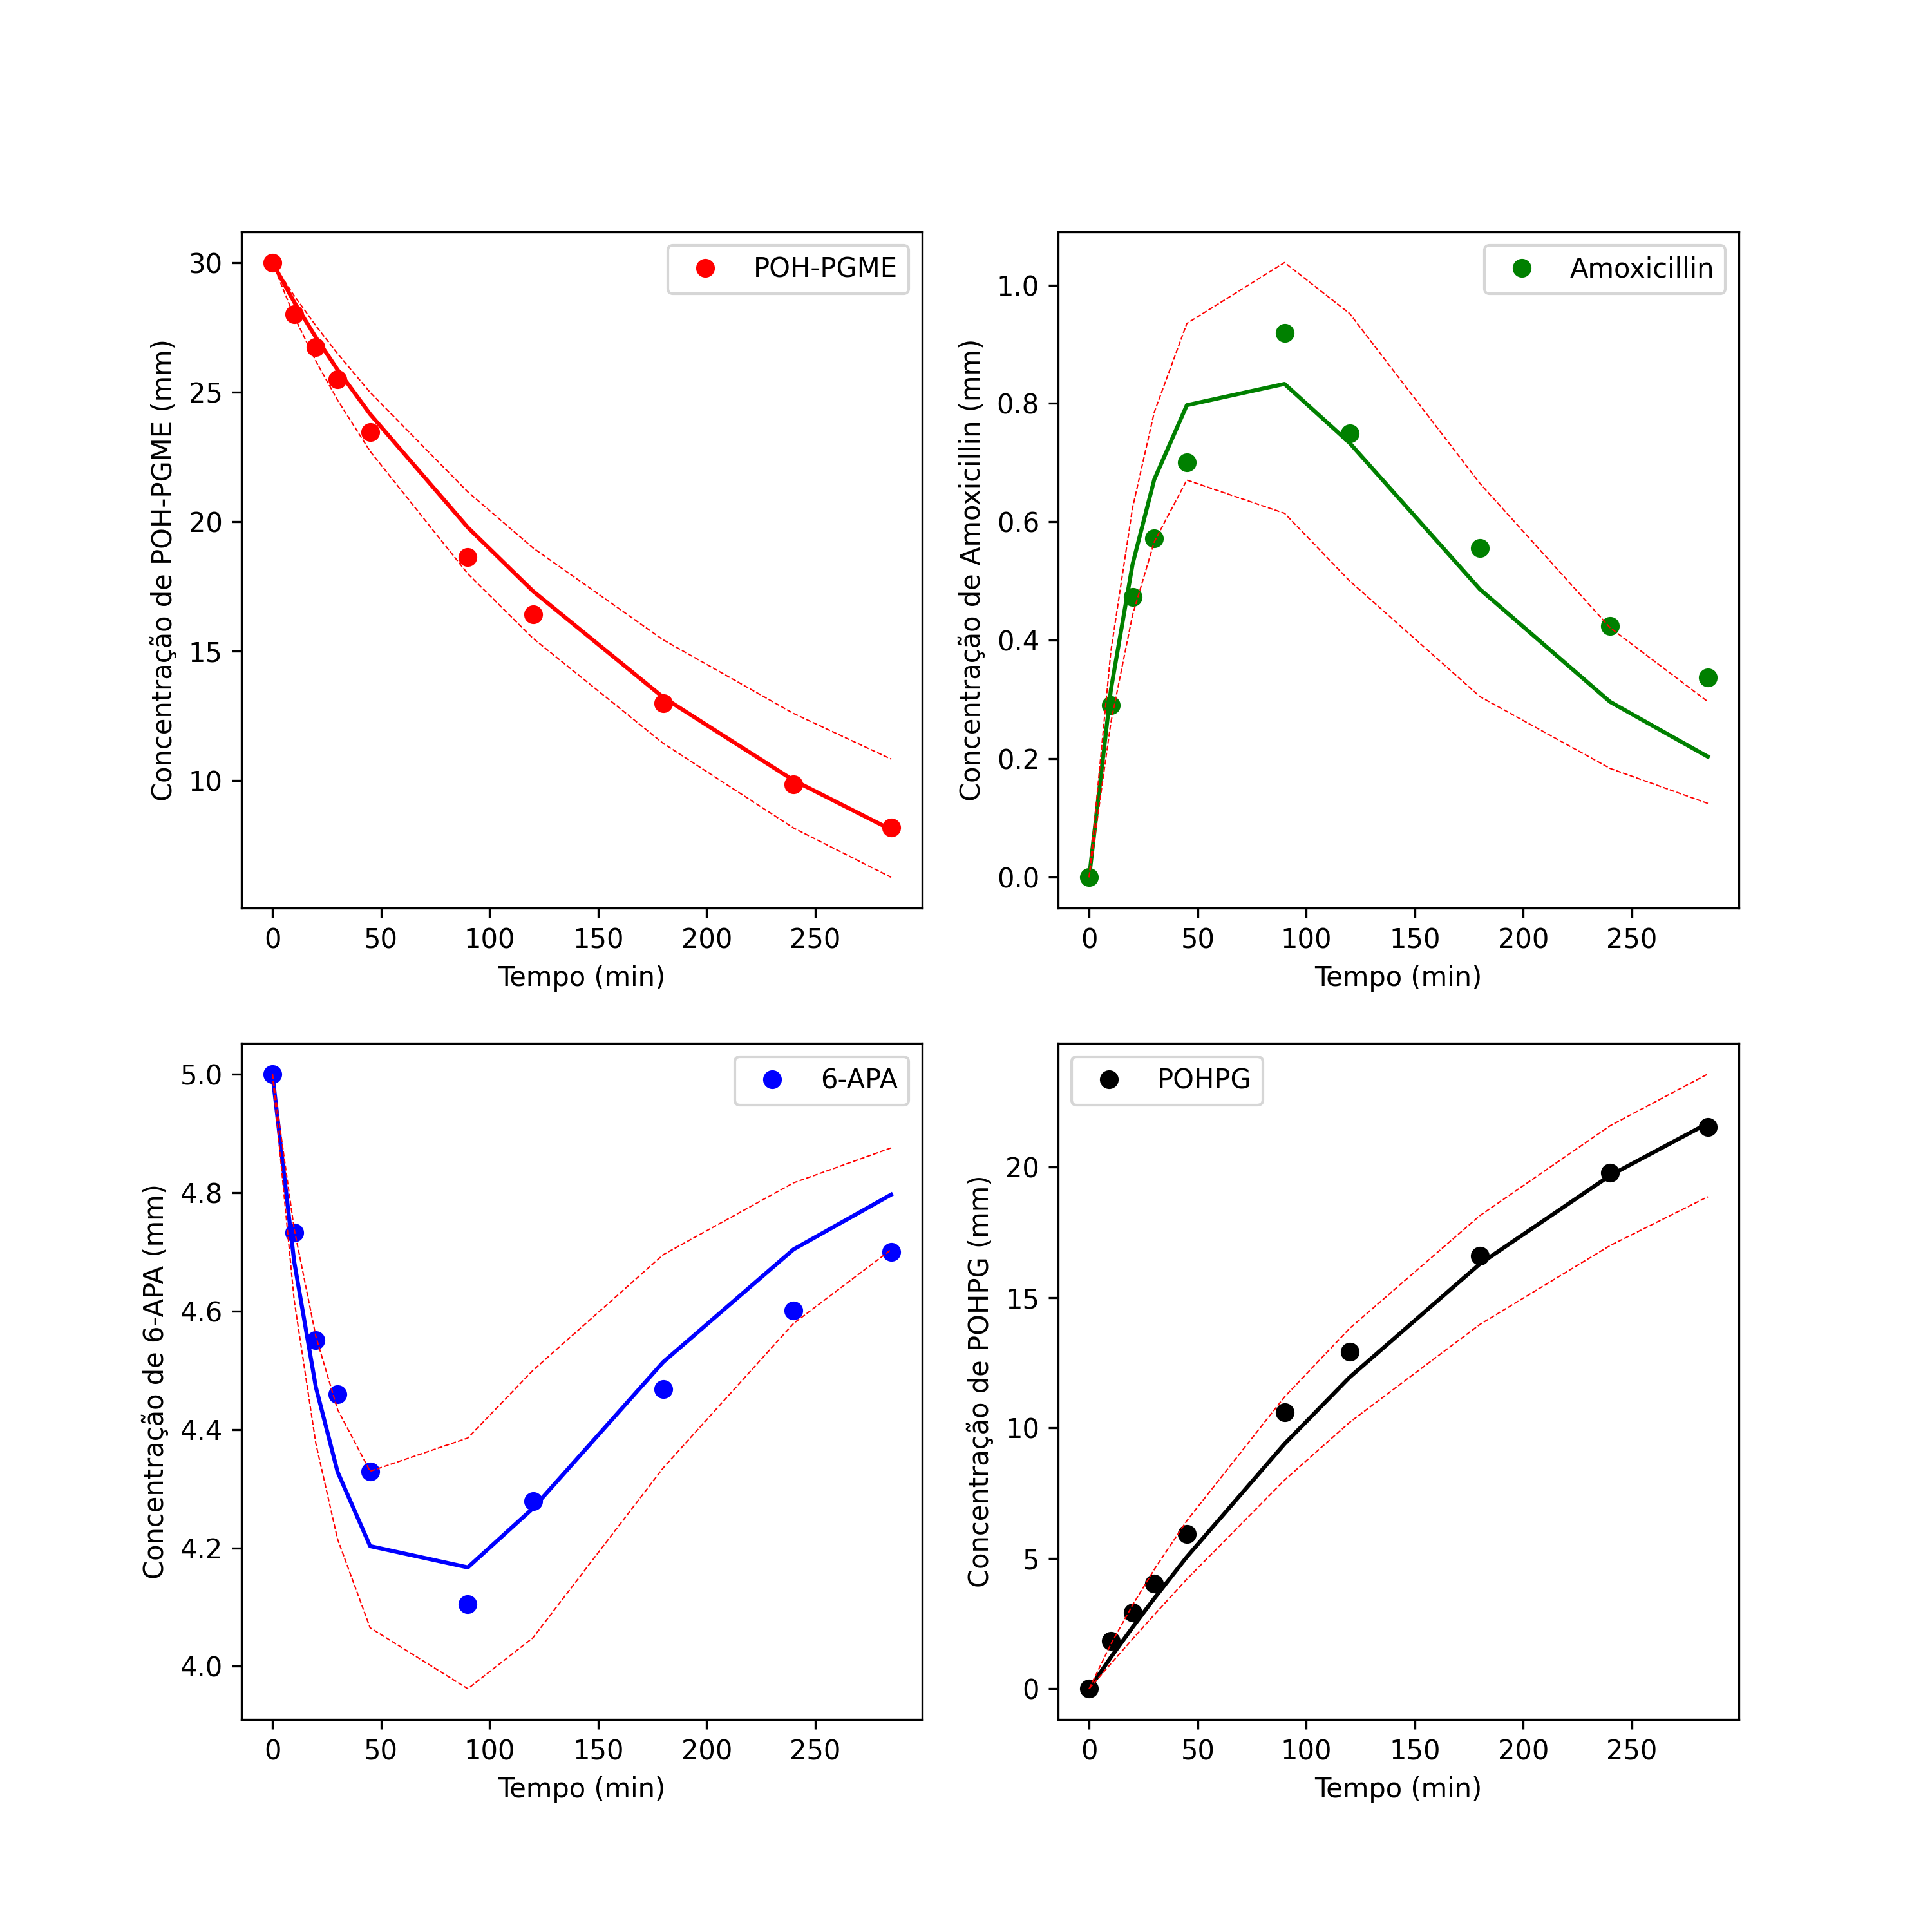 POH-PGME
30
25
20
15
10
Concentração de POH-PGME (mm)
0 50 100 150 200 250
Tempo (min)
Amoxicillin
1.0
0.8
0.6
0.4
0.2
0.0
Concentração de Amoxicillin (mm)
0 50 100 150 200 250
Tempo (min)
6-APA
5.0
4.8
4.6
4.4
4.2
4.0
Concentração de 6-APA (mm)
0 50 100 150 200 250
Tempo (min)
POHPG
20
15
10
5
0
Concentração de POHPG (mm)
0 50 100 150 200 250
Tempo (min)